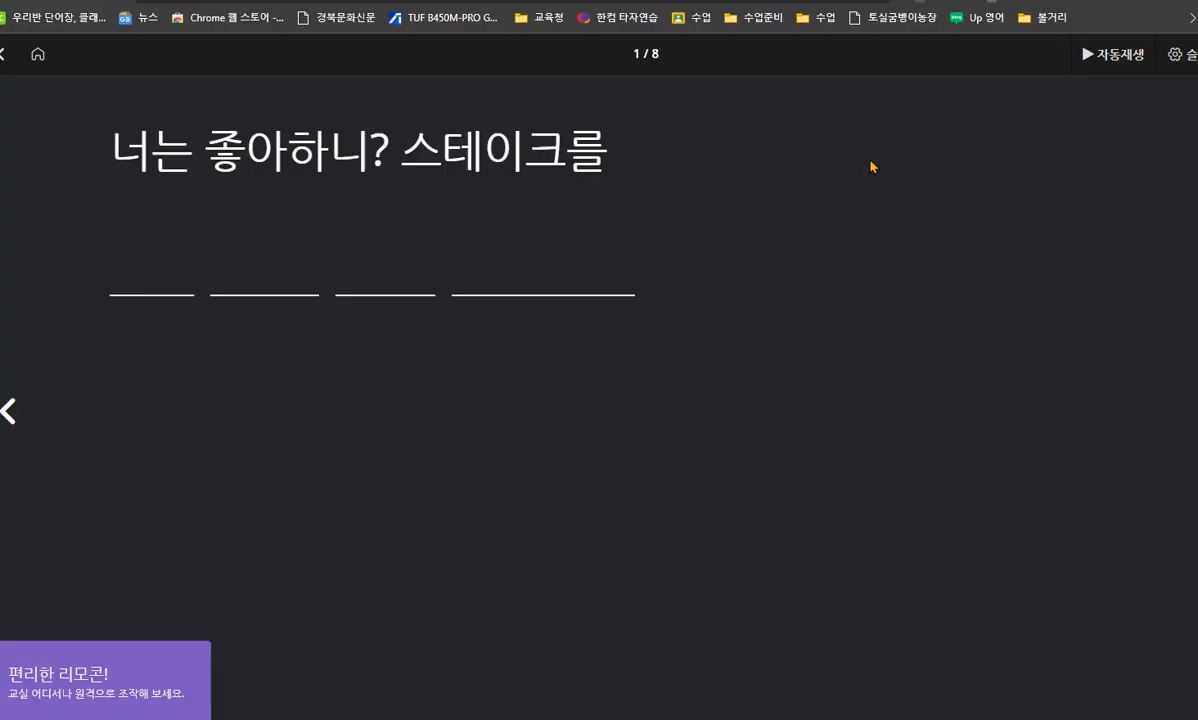 우리반 단어장, 클래... 뉴스 Chrome 웹 스토어 -... 경북문화신문 TUF B450M-PRO G... 교육청 한컴 타자연습 수업 수업준비 수업 토실굼벵이농장 Up 영어 볼거리
1 / 8 자동재생 슬
너는 좋아하니? 스테이크를
편리한 리모콘!
교실 어디서나 원격으로 조작해 보세요.